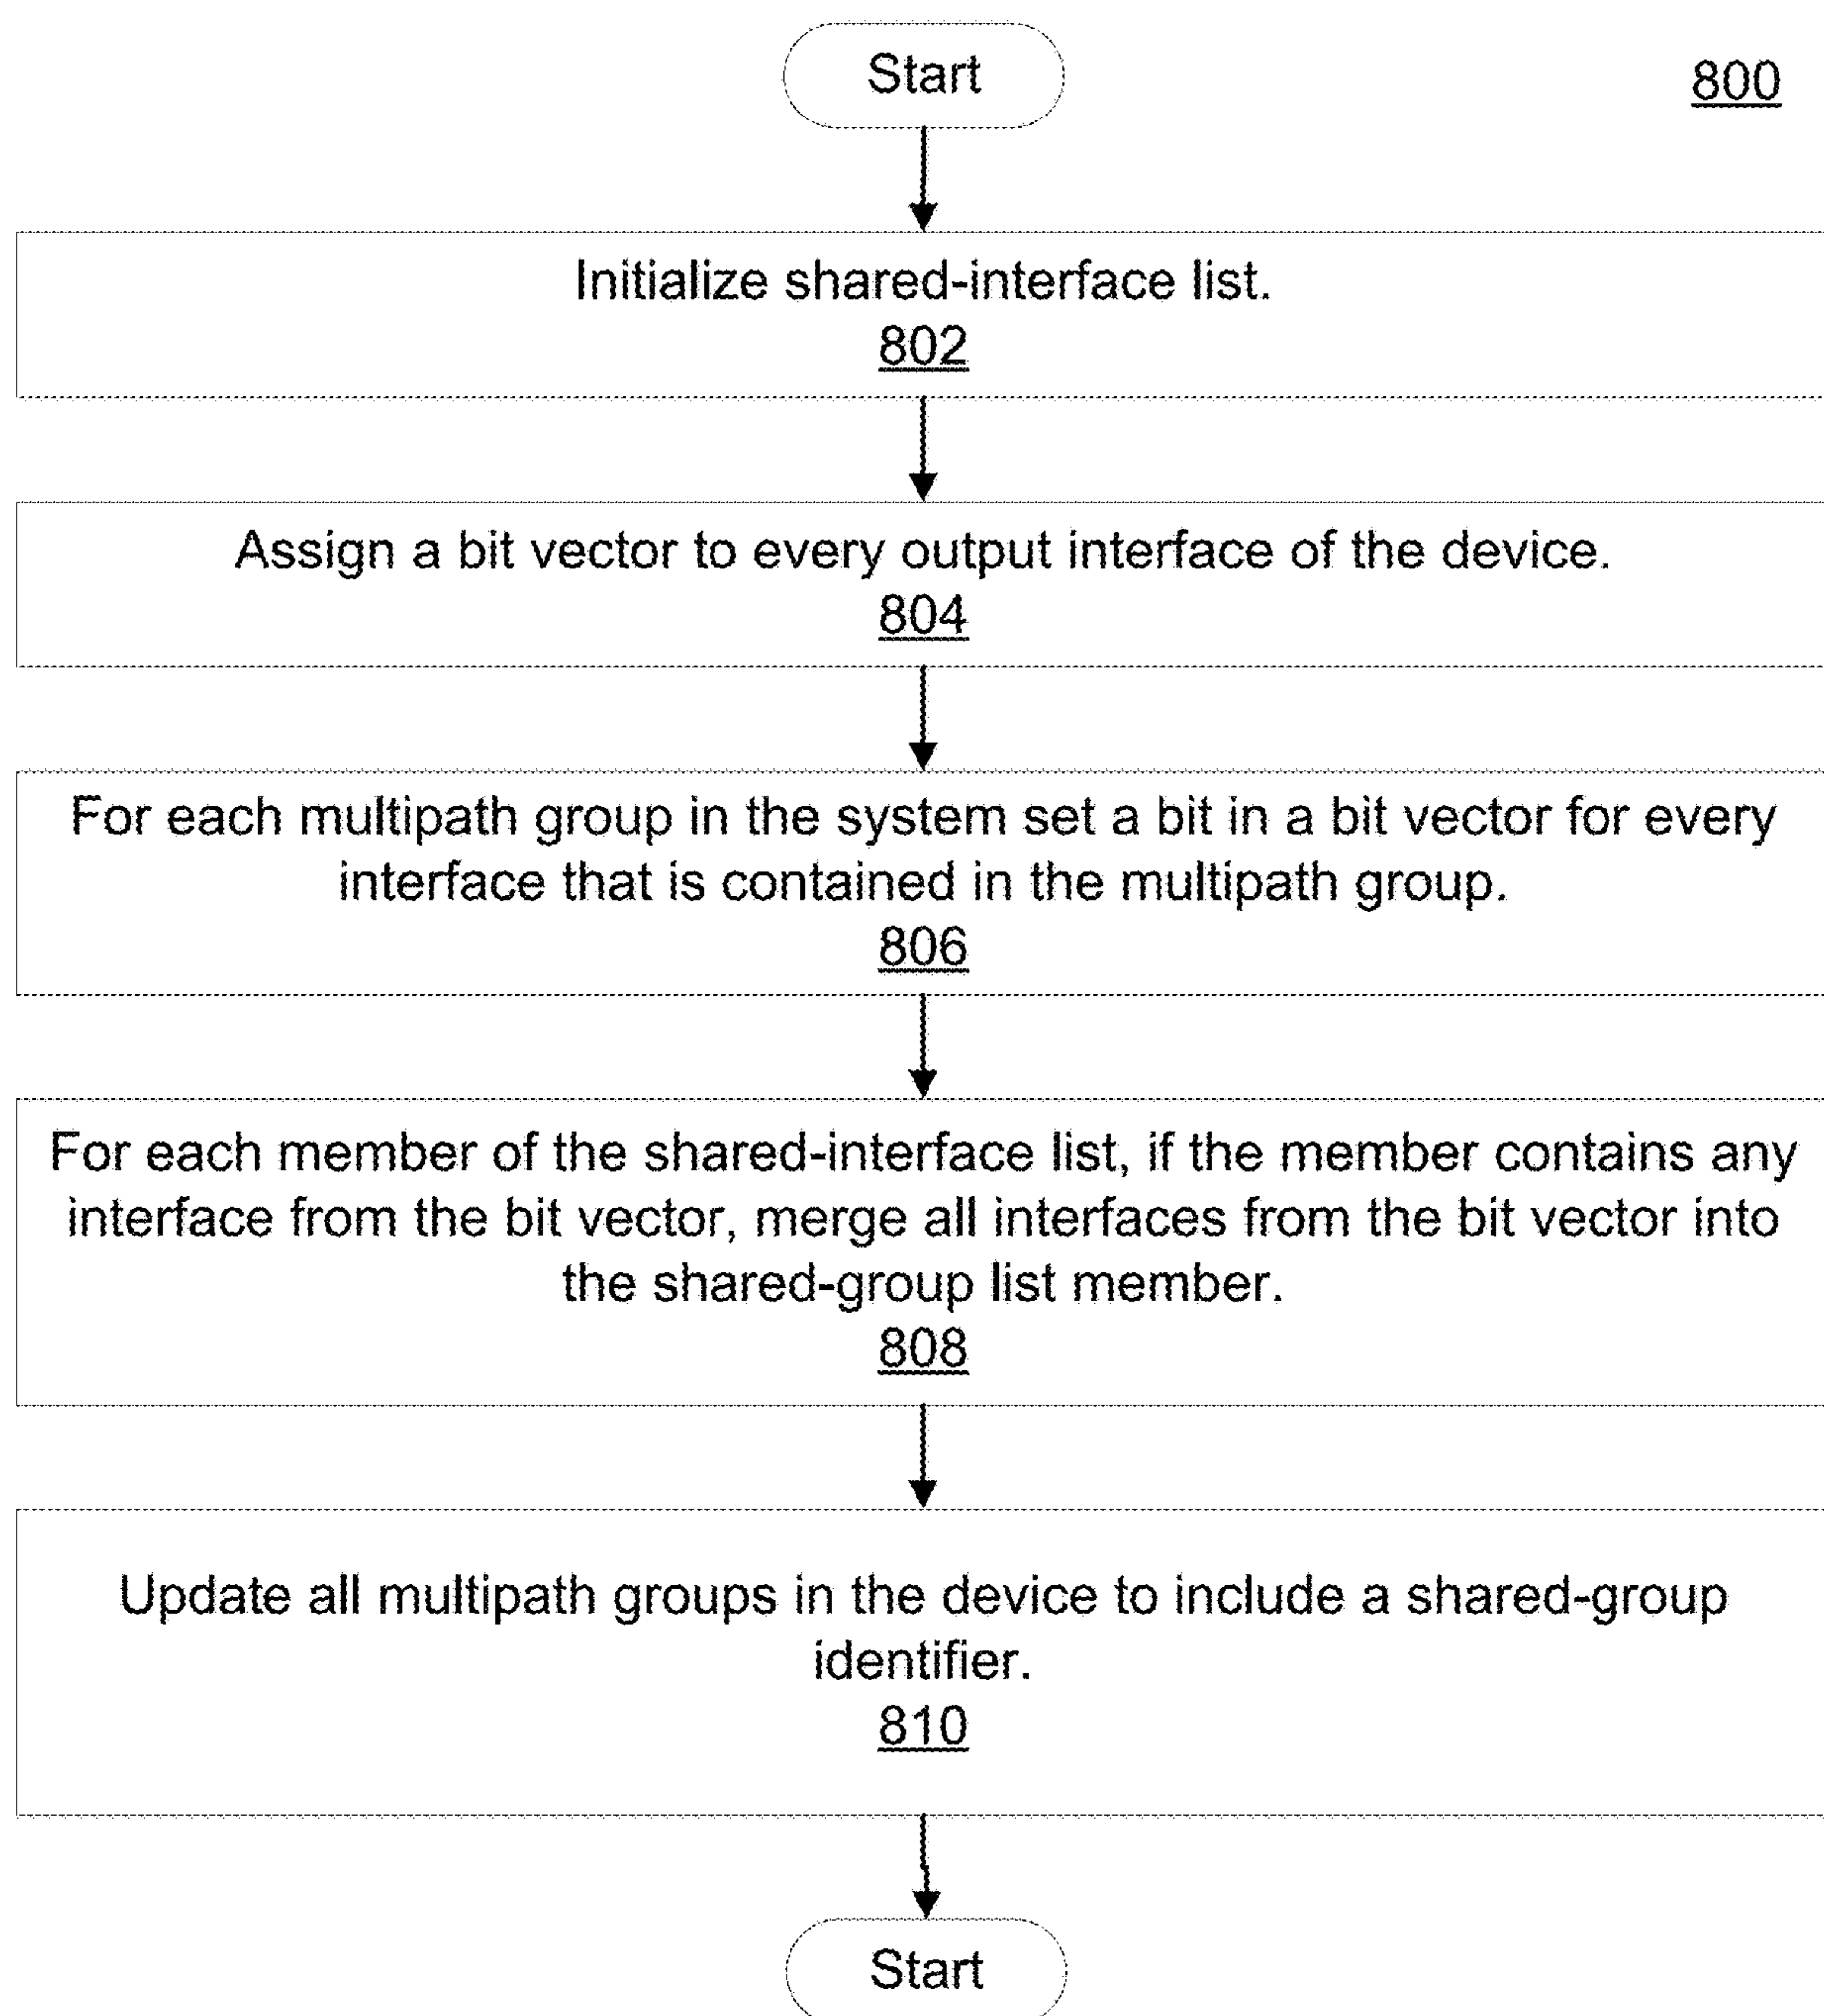 Start
800
Initialize shared-interface list.
802
Assign a bit vector to every output interface of the device.
804
For each multipath group in the system set a bit in a bit vector for every
interface that is contained in the multipath group.
806
For each member of the shared-interface list, if the member contains any
interface from the bit vector, merge all interfaces from the bit vector into
the shared-group list member.
808
Update all multipath groups in the device to include a shared-group
identifier.
810
Start